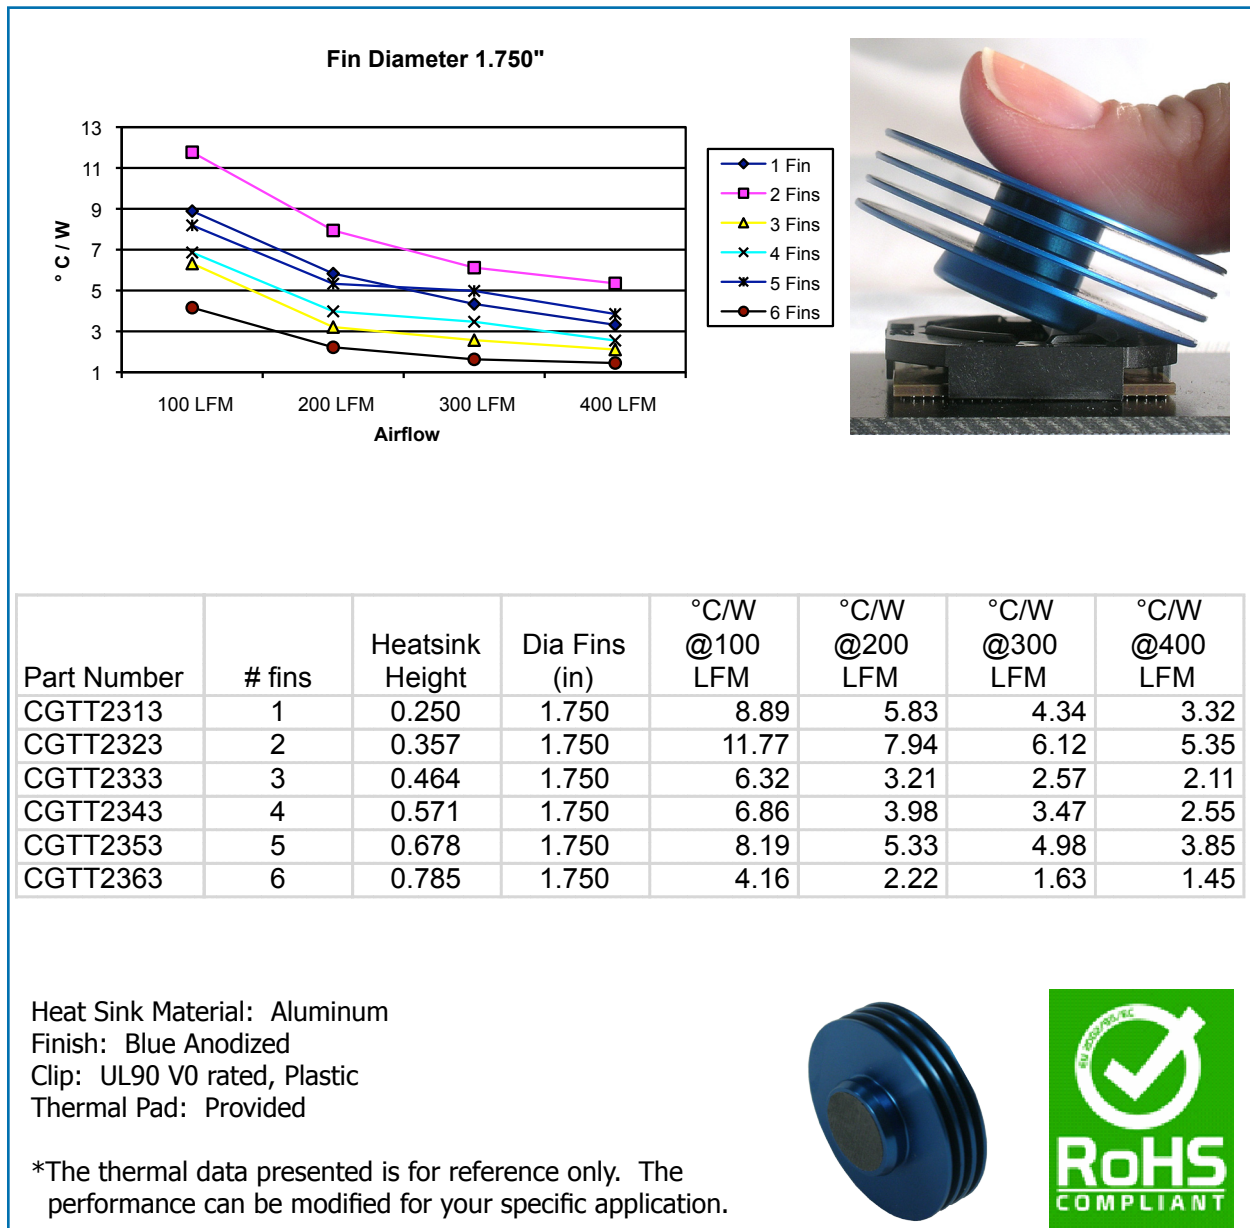 Fin Diameter 1.750"
13
11
9
7
5
3
1
° C / W
100 LFM 200 LFM 300 LFM 400 LFM
Airflow
1 Fin
2 Fins
3 Fins
4 Fins
5 Fins
6 Fins
Part Number # fins Heatsink Height Dia Fins (in) °C/W @100 LFM °C/W @200 LFM °C/W @300 LFM °C/W @400 LFM
CGTT2313 1 0.250 1.750 8.89 5.83 4.34 3.32
CGTT2323 2 0.357 1.750 11.77 7.94 6.12 5.35
CGTT2333 3 0.464 1.750 6.32 3.21 2.57 2.11
CGTT2343 4 0.571 1.750 6.86 3.98 3.47 2.55
CGTT2353 5 0.678 1.750 8.19 5.33 4.98 3.85
CGTT2363 6 0.785 1.750 4.16 2.22 1.63 1.45
Heat Sink Material: Aluminum
Finish: Blue Anodized
Clip: UL90 V0 rated, Plastic
Thermal Pad: Provided
*The thermal data presented is for reference only. The
performance can be modified for your specific application.
EU 2002/95/EC
RoHS
COMPLIANT